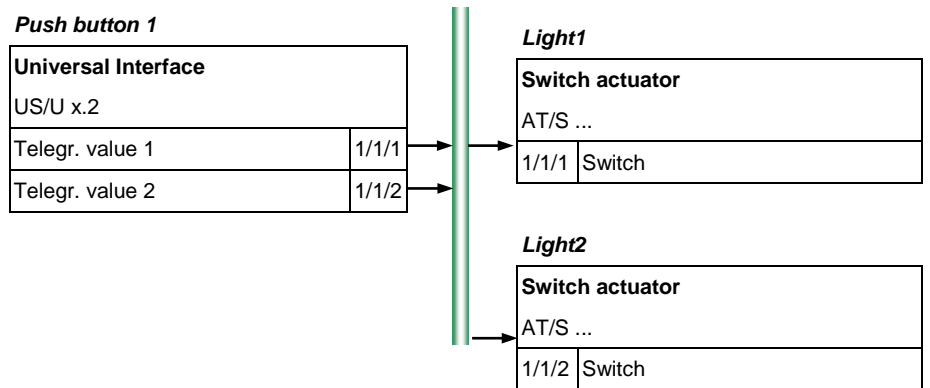 Push button 1
Universal Interface
US/U x.2
Telegr. value 1 1/1/1
Telegr. value 2 1/1/2
Light1
Switch actuator
AT/S ...
1/1/1 Switch
Light2
Switch actuator
AT/S ...
1/1/2 Switch